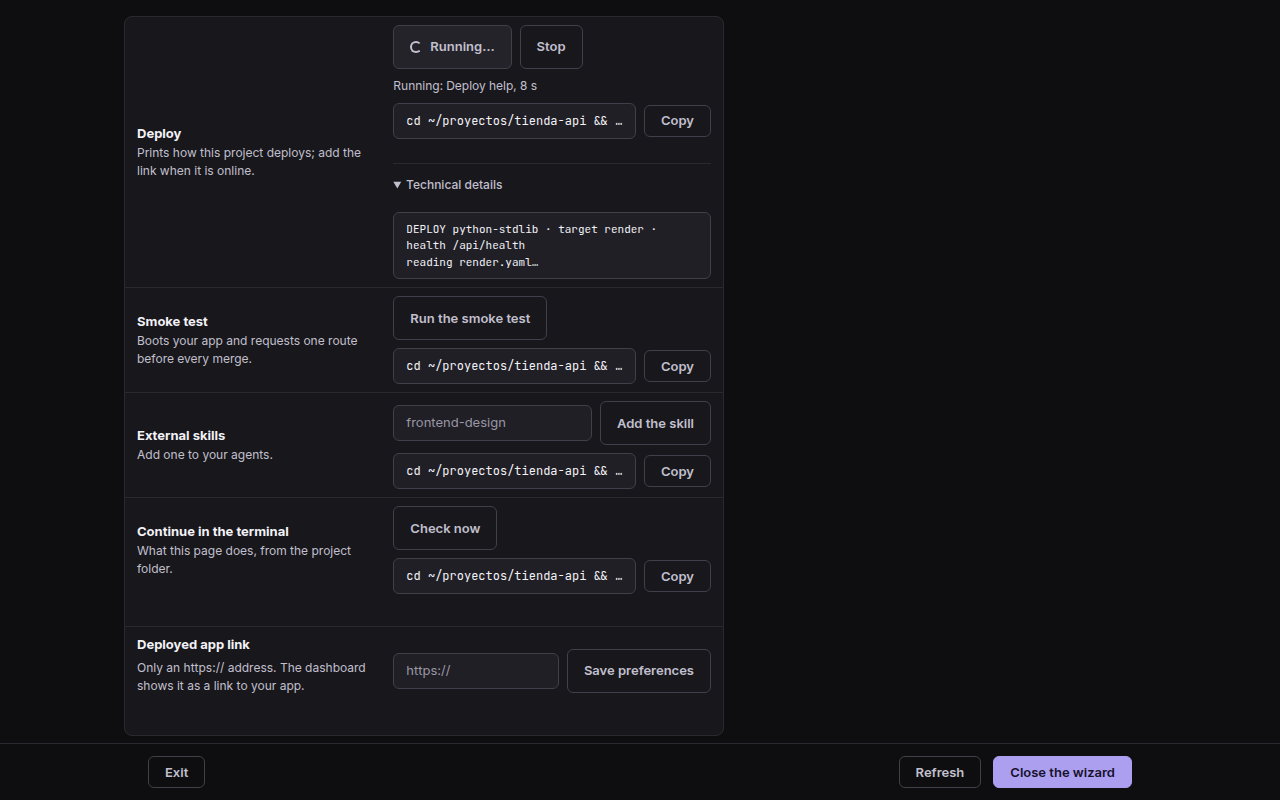 Running…
Stop
Running: Deploy help, 8 s
cd ~/proyectos/tienda-api && …
Copy
Deploy
Prints how this project deploys; add the
link when it is online.
▼ Technical details
DEPLOY python-stdlib · target render ·
health /api/health
reading render.yaml…
Smoke test
Boots your app and requests one route
before every merge.
Run the smoke test
cd ~/proyectos/tienda-api && …
Copy
External skills
Add one to your agents.
frontend-design
Add the skill
cd ~/proyectos/tienda-api && …
Copy
Continue in the terminal
What this page does, from the project
folder.
Check now
cd ~/proyectos/tienda-api && …
Copy
Deployed app link
Only an https:// address. The dashboard
shows it as a link to your app.
https://
Save preferences
Exit
Refresh
Close the wizard